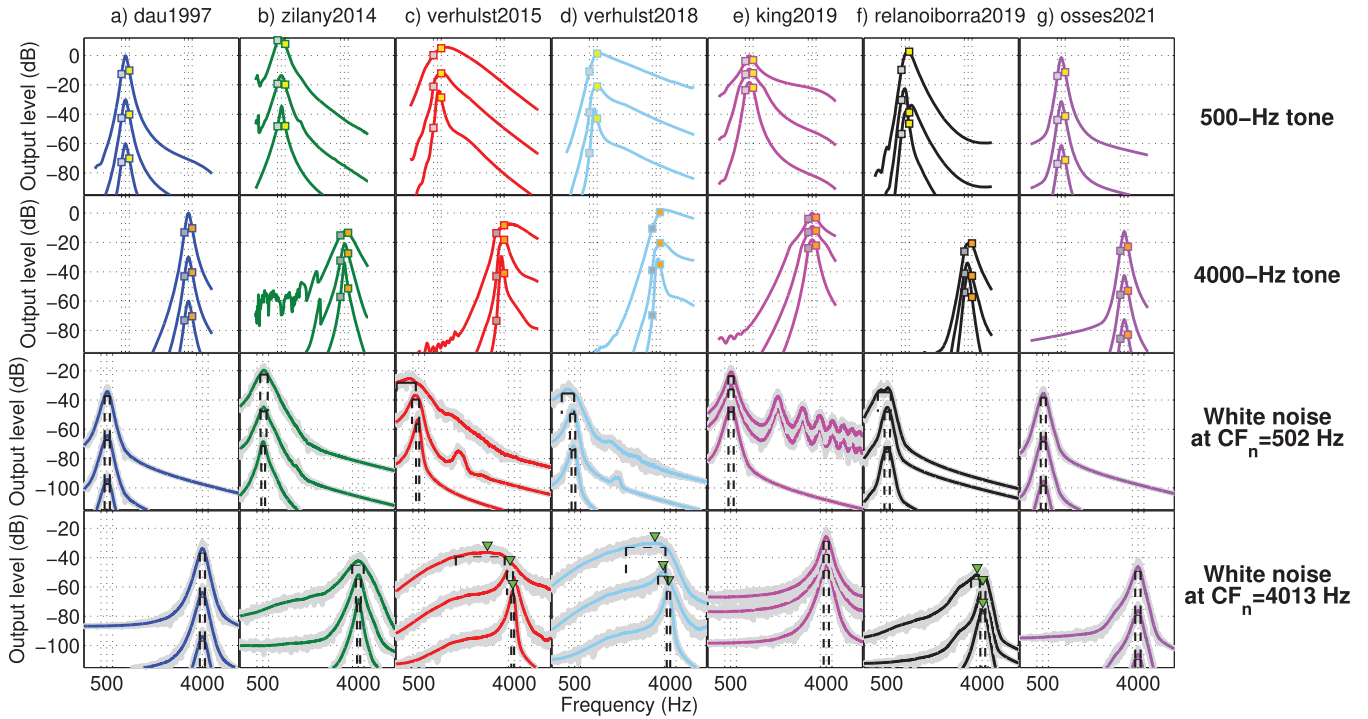 a) dau1997
b) zilany2014
c) verhulst2015
d) verhulst2018
e) king2019
f) relanoiborra2019
g) osses2021
Output level (dB)
0
−20
−40
−60
−80
500−Hz tone
Output level (dB)
0
−20
−40
−60
−80
4000−Hz tone
Output level (dB)
−20
−40
−60
−80
−100
White noise
at CFn=502 Hz
Output level (dB)
−20
−40
−60
−80
−100
White noise
at CFn=4013 Hz
500 4000 500 4000 500 4000 500 4000 500 4000 500 4000 500 4000
Frequency (Hz)